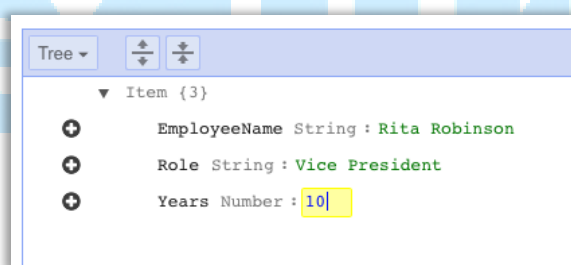 Tree
Item {3}
EmployeeName String : Rita Robinson
Role String : Vice President
Years Number : 10